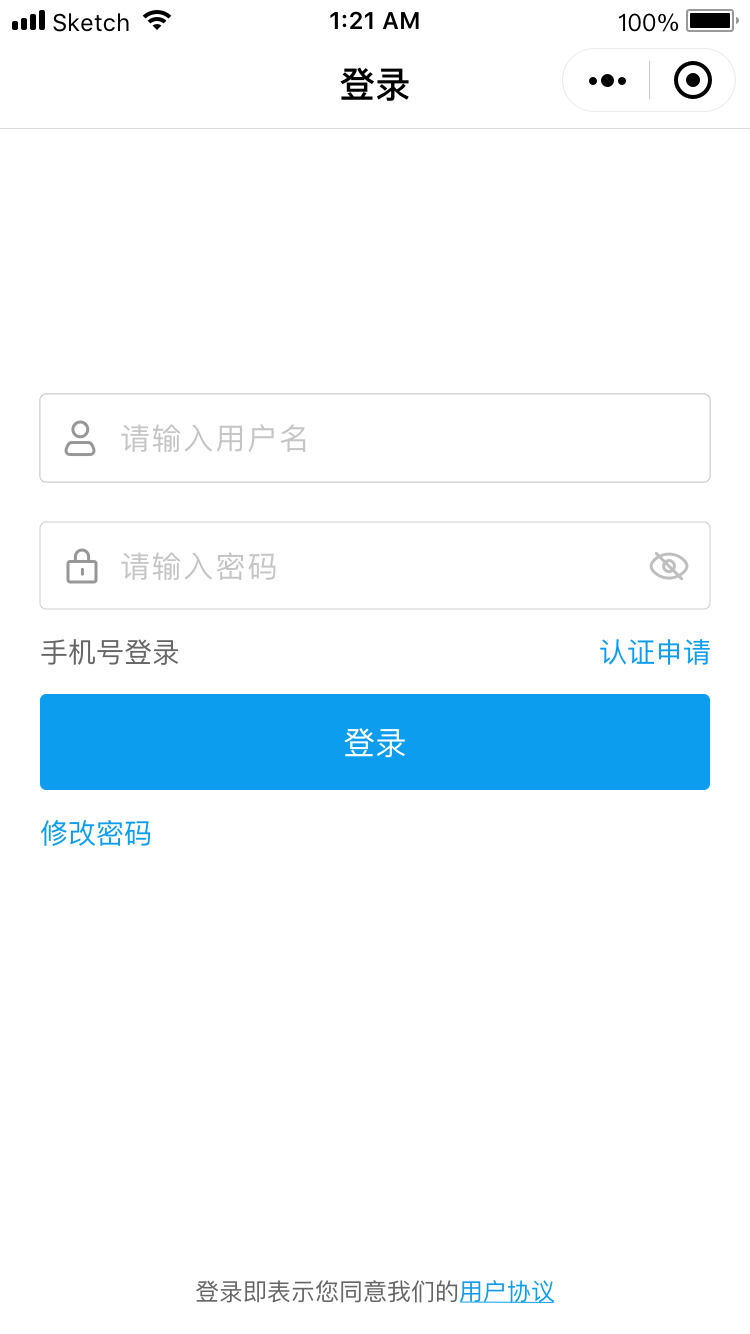 Sketch 1:21 AM 100%
登录
请输入用户名
请输入密码
手机号登录 认证申请
登录
修改密码
登录即表示您同意我们的用户协议